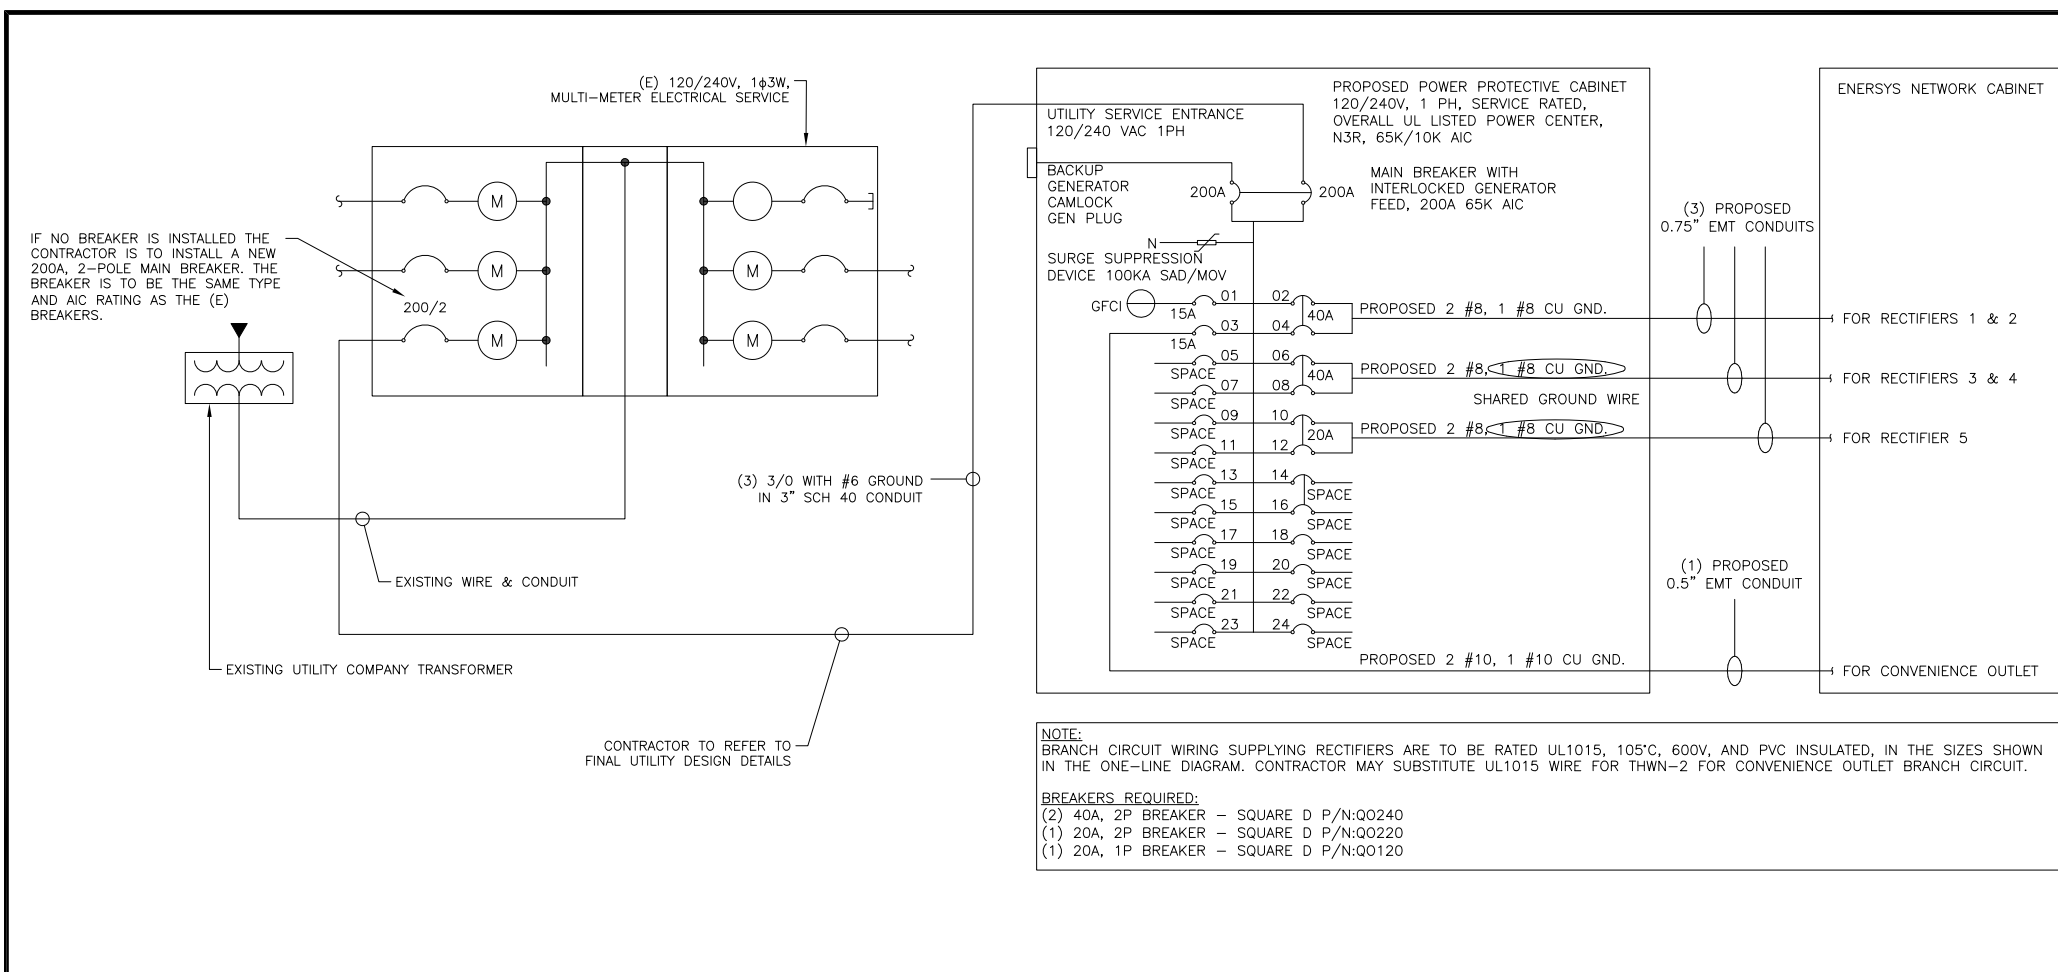 (E) 120/240V, 1ϕ3W,
MULTI-METER ELECTRICAL SERVICE
IF NO BREAKER IS INSTALLED THE
CONTRACTOR IS TO INSTALL A NEW
200A, 2-POLE MAIN BREAKER. THE
BREAKER IS TO BE THE SAME TYPE
AND AIC RATING AS THE (E)
BREAKERS.
200/2
M
M
M
M
M
EXISTING WIRE & CONDUIT
EXISTING UTILITY COMPANY TRANSFORMER
(3) 3/0 WITH #6 GROUND
IN 3" SCH 40 CONDUIT
CONTRACTOR TO REFER TO
FINAL UTILITY DESIGN DETAILS
UTILITY SERVICE ENTRANCE
120/240 VAC 1PH
PROPOSED POWER PROTECTIVE CABINET
120/240V, 1 PH, SERVICE RATED,
OVERALL UL LISTED POWER CENTER,
N3R, 65K/10K AIC
BACKUP
GENERATOR
CAMLOCK
GEN PLUG
200A
200A
MAIN BREAKER WITH
INTERLOCKED GENERATOR
FEED, 200A 65K AIC
N
SURGE SUPPRESSION
DEVICE 100KA SAD/MOV
GFCI
01 02
15A 40A
03 04
15A
05 06
SPACE 40A
07 08
SPACE
09 10
SPACE 20A
11 12
SPACE
13 14
SPACE SPACE
15 16
SPACE SPACE
17 18
SPACE SPACE
19 20
SPACE SPACE
21 22
SPACE SPACE
23 24
SPACE SPACE
PROPOSED 2 #8, 1 #8 CU GND.
PROPOSED 2 #8, 1 #8 CU GND.
SHARED GROUND WIRE
PROPOSED 2 #8, 1 #8 CU GND.
PROPOSED 2 #10, 1 #10 CU GND.
(3) PROPOSED
0.75" EMT CONDUITS
(1) PROPOSED
0.5" EMT CONDUIT
ENERSYS NETWORK CABINET
FOR RECTIFIERS 1 & 2
FOR RECTIFIERS 3 & 4
FOR RECTIFIER 5
FOR CONVENIENCE OUTLET
NOTE:
BRANCH CIRCUIT WIRING SUPPLYING RECTIFIERS ARE TO BE RATED UL1015, 105°C, 600V, AND PVC INSULATED, IN THE SIZES SHOWN
IN THE ONE-LINE DIAGRAM. CONTRACTOR MAY SUBSTITUTE UL1015 WIRE FOR THWN-2 FOR CONVENIENCE OUTLET BRANCH CIRCUIT.
BREAKERS REQUIRED:
(2) 40A, 2P BREAKER - SQUARE D P/N:QO240
(1) 20A, 2P BREAKER - SQUARE D P/N:QO220
(1) 20A, 1P BREAKER - SQUARE D P/N:QO120